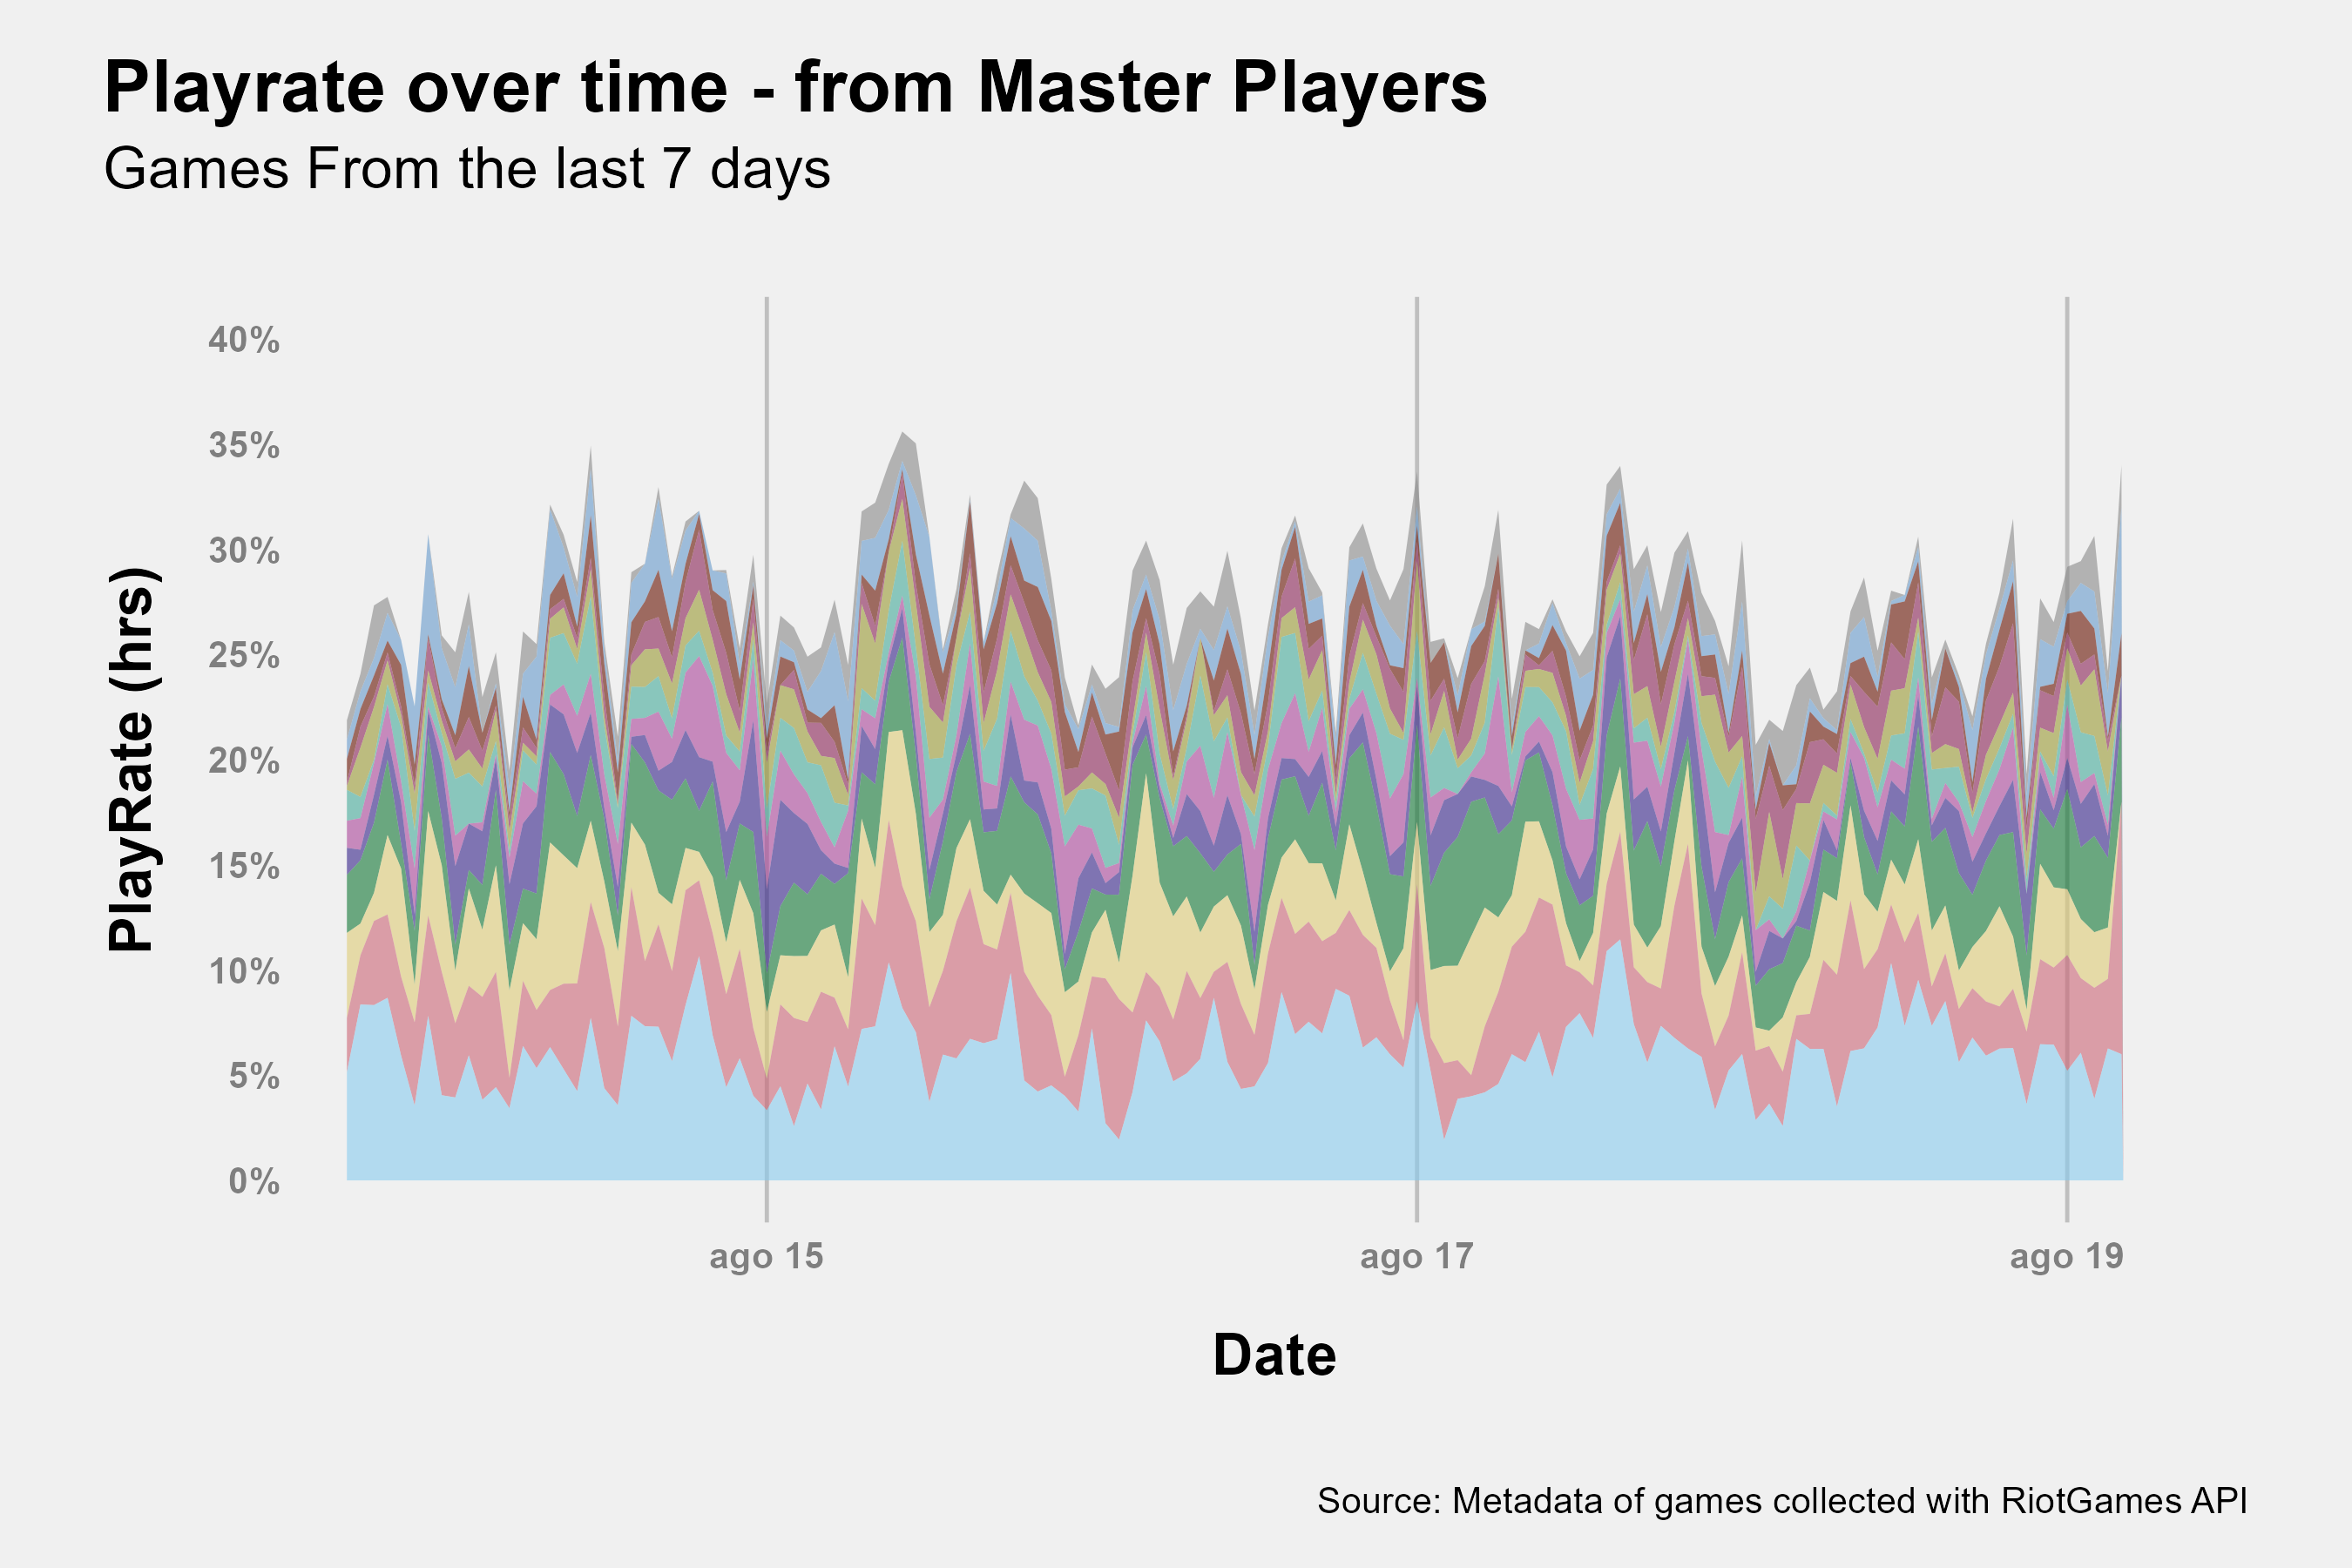 Playrate over time - from Master Players
Games From the last 7 days
40%
35%
30%
25%
20%
15%
10%
5%
0%
PlayRate (hrs)
ago 15
ago 17
ago 19
Date
Source: Metadata of games collected with RiotGames API